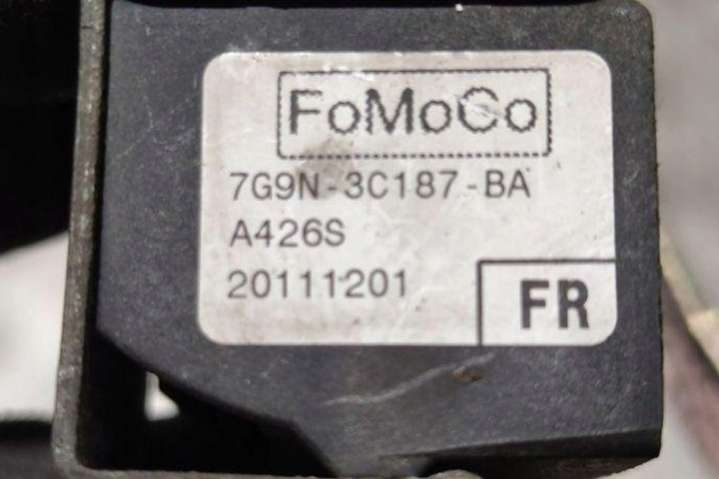 FoMoCo
7G9N-3C187-BA
A426S
20111201
FR